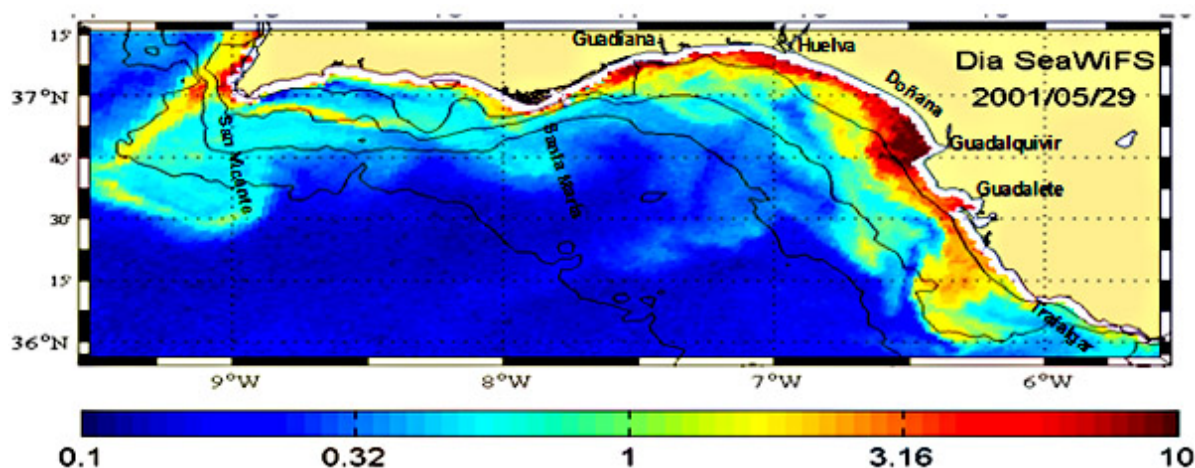 15'
37°N
45'
30'
15'
36°N
9°W
8°W
7°W
6°W
Guadiana
Huelva
Dia SeaWiFS
2001/05/29
Doñana
Guadalquivir
Guadalete
San Vicente
Santa María
Trafalgar
0.1
0.32
1
3.16
10